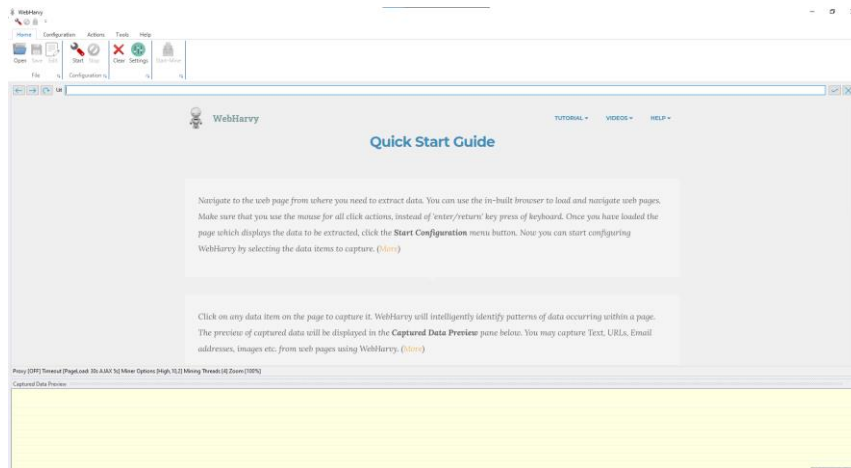 WebHarvy
Home Configuration Actions Tools Help
Open Save Edit Start Stop Clear Settings Start-Mine
File Configuration
Url
WebHarvy
TUTORIAL VIDEOS HELP
Quick Start Guide
Navigate to the web page from where you need to extract data. You can use the in-built browser to load and navigate web pages.
Make sure that you use the mouse for all click actions, instead of 'enter/return' key press of keyboard. Once you have loaded the
page which displays the data to be extracted, click the Start Configuration menu button. Now you can start configuring
WebHarvy by selecting the data items to capture. (More)
Click on any data item on the page to capture it. WebHarvy will intelligently identify patterns of data occurring within a page.
The preview of captured data will be displayed in the Captured Data Preview pane below. You may capture Text, URLs, Email
addresses, images etc. from web pages using WebHarvy. (More)
Proxy [OFF] Timeout [PageLoad: 30s AJAX 5s] Miner Options [High,10,2] Mining Threads [4] Zoom [100%]
Captured Data Preview